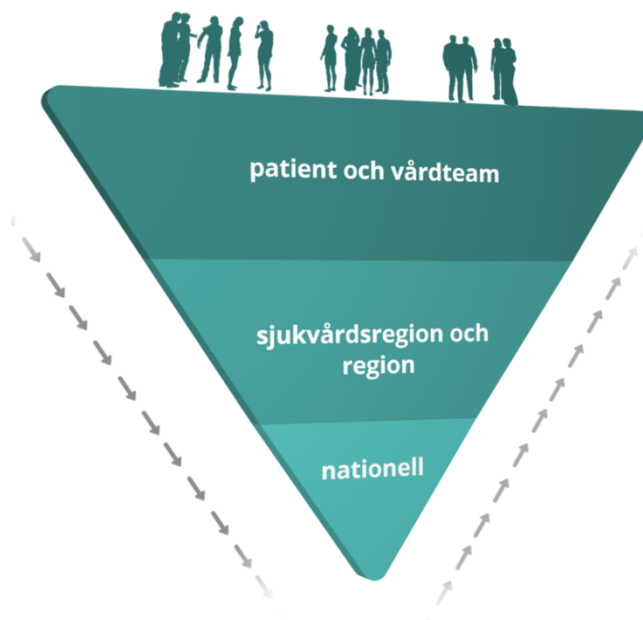 patient och vårdteam
sjukvårdsregion och
region
nationell